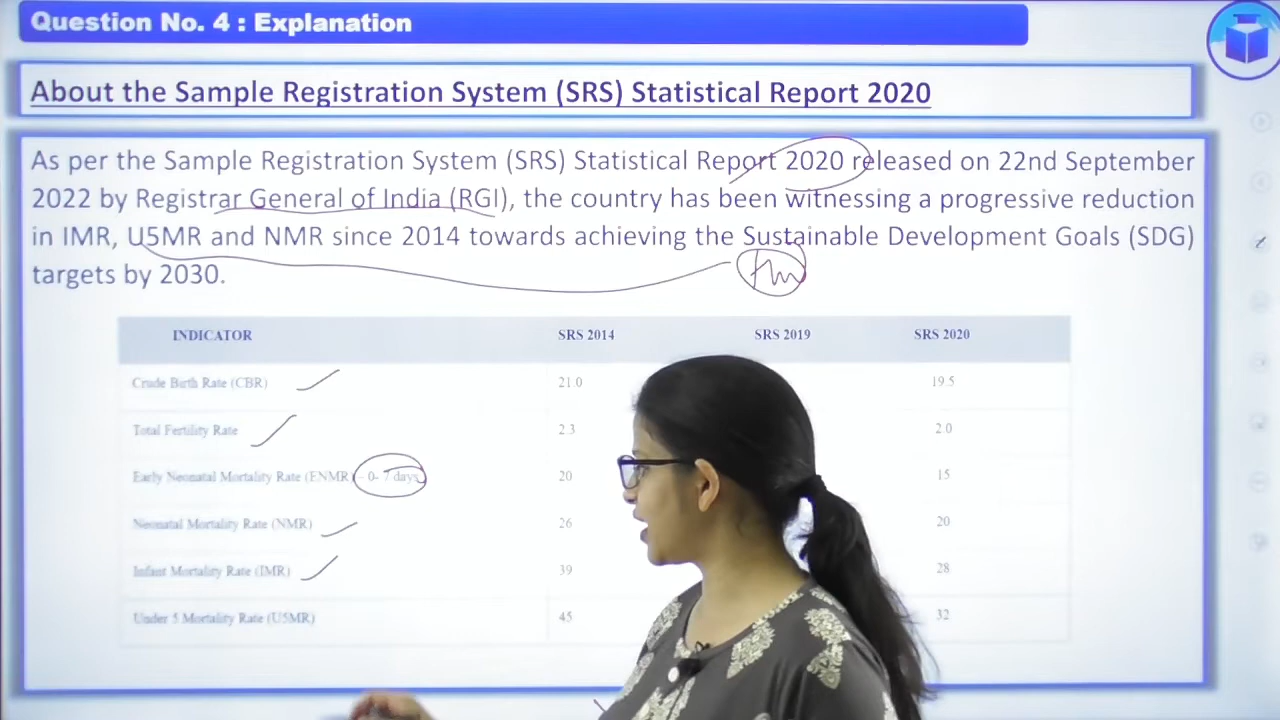 Question No. 4 : Explanation
About the Sample Registration System (SRS) Statistical Report 2020
As per the Sample Registration System (SRS) Statistical Report 2020 released on 22nd September
2022 by Registrar General of India (RGI), the country has been witnessing a progressive reduction
in IMR, U5MR and NMR since 2014 towards achieving the Sustainable Development Goals (SDG)
targets by 2030.
INDICATOR SRS 2014 SRS 2019 SRS 2020
Crude Birth Rate (CBR) 21.0 19.5
Total Fertility Rate 2.3 2.0
Early Neonatal Mortality Rate (ENMR) - 0- 7 days 20 15
Neonatal Mortality Rate (NMR) 26 20
Infant Mortality Rate (IMR) 39 28
Under 5 Mortality Rate (U5MR) 45 32